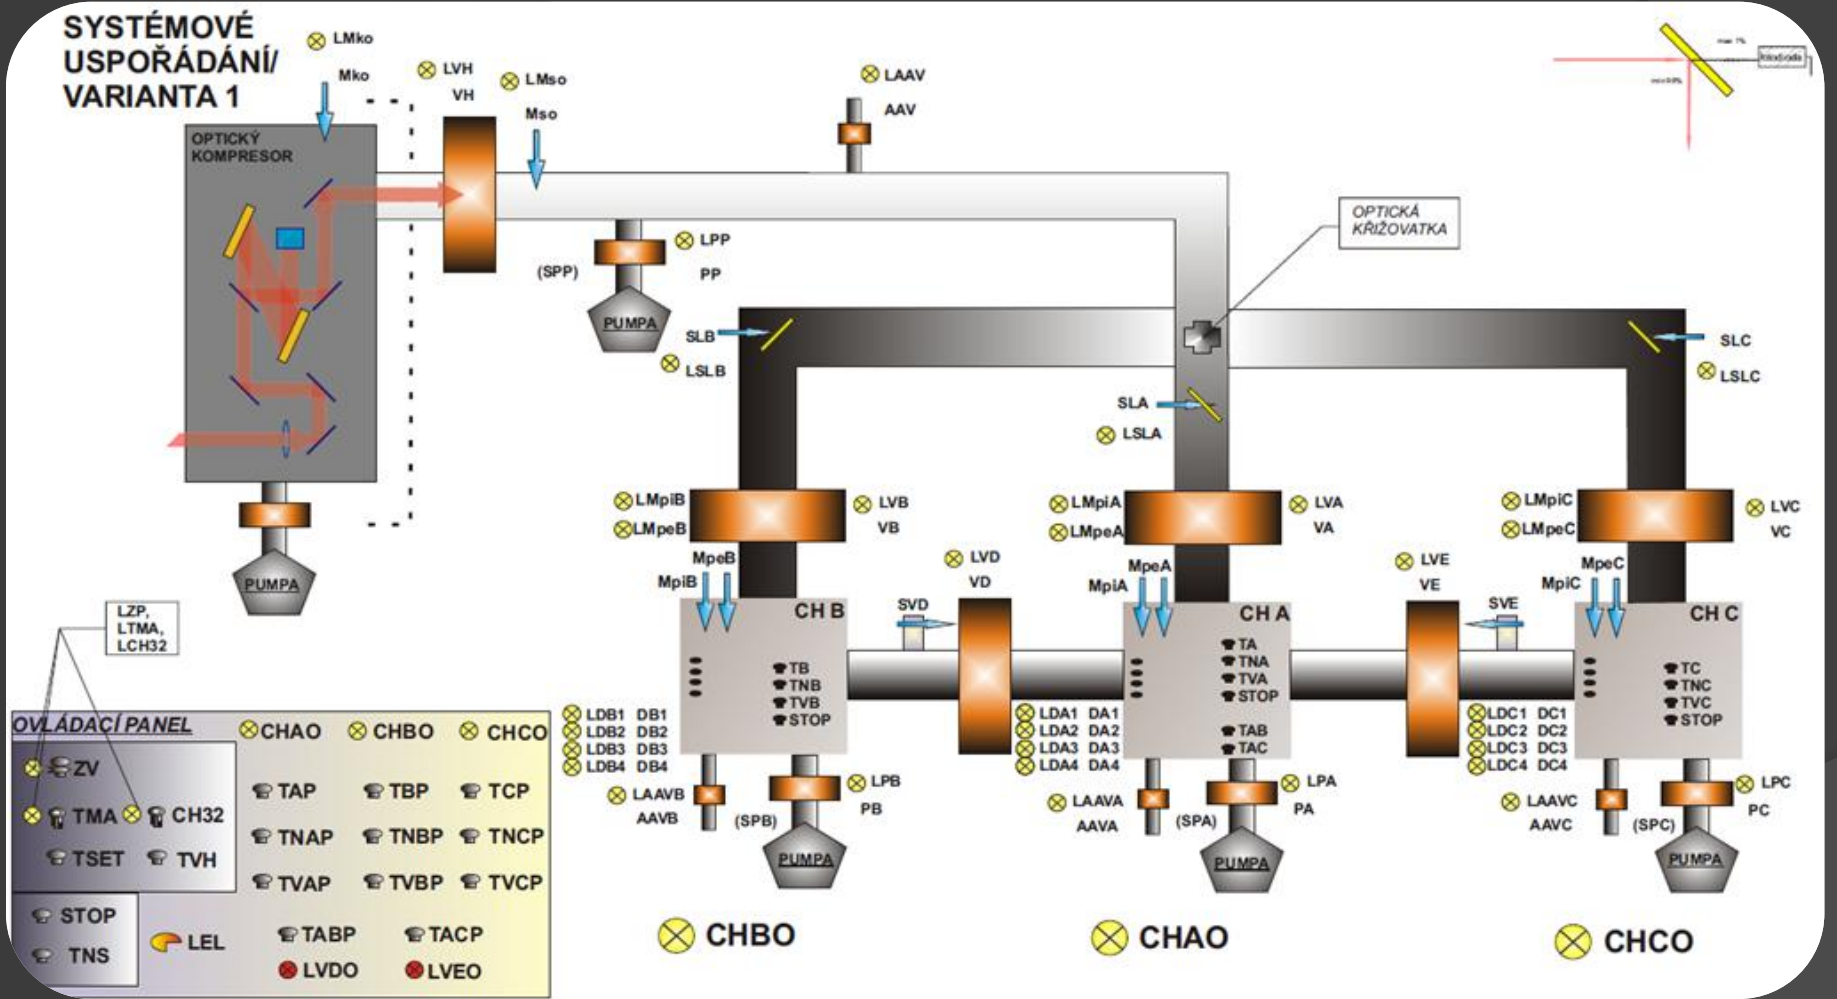 SYSTÉMOVÉ
USPOŘÁDÁNÍ/
VARIANTA 1
LMko
Mko
LVH
VH
LMso
Mso
LAAV
AAV
OPTICKÝ
KOMPRESOR
OPTICKÁ
KŘIŽOVATKA
LPP
(SPP)
PP
PUMPA
SLB
LSLB
SLC
LSLC
SLA
LSLA
PUMPA
LMpiB
LMpeB
LVB
VB
LMpiA
LMpeA
LVA
VA
LMpiC
LMpeC
LVC
VC
MpeB
MpiB
LVD
VD
MpeA
MpiA
LVE
VE
MpeC
MpiC
CH B
SVD
CH A
SVE
CH C
TB
TNB
TVB
STOP
TA
TNA
TVA
STOP
TAB
TAC
TC
TNC
TVC
STOP
LDB1 DB1
LDB2 DB2
LDB3 DB3
LDB4 DB4
LDA1 DA1
LDA2 DA2
LDA3 DA3
LDA4 DA4
LDC1 DC1
LDC2 DC2
LDC3 DC3
LDC4 DC4
LAAVB
AAVB
(SPB)
LPB
PB
PUMPA
LAAVA
AAVA
(SPA)
LPA
PA
PUMPA
LAAVC
AAVC
(SPC)
LPC
PC
PUMPA
CHBO
CHAO
CHCO
LZP,
LTMA,
LCH32
OVLÁDACÍ PANEL
CHAO CHBO CHCO
ZV
TMA CH32
TSET TVH
TAP TBP TCP
TNAP TNBP TNCP
TVAP TVBP TVCP
STOP
TNS
LEL
TABP TACP
LVDO LVEO